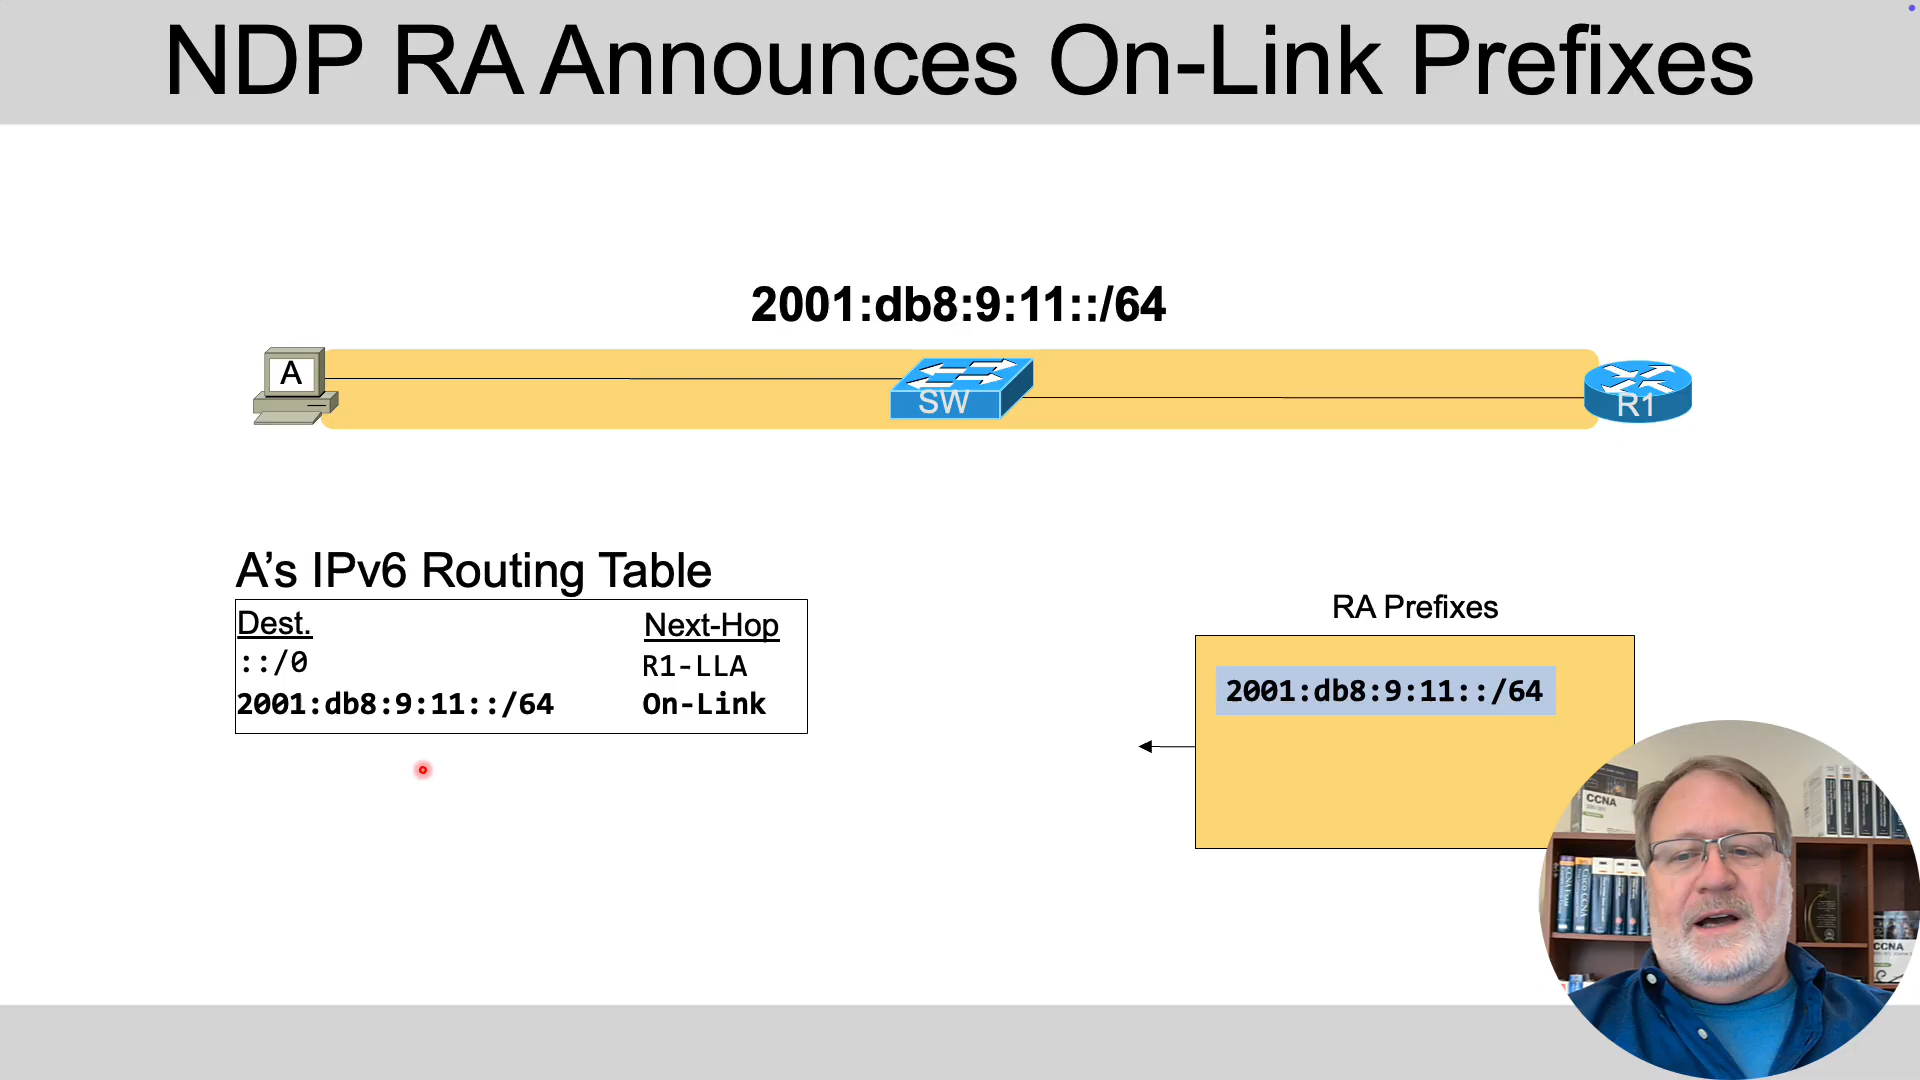 NDP RA Announces On-Link Prefixes
2001:db8:9:11::/64
A
SW
R1
A’s IPv6 Routing Table
Dest. Next-Hop
::/0 R1-LLA
2001:db8:9:11::/64 On-Link
RA Prefixes
2001:db8:9:11::/64
CCNA
CCNA